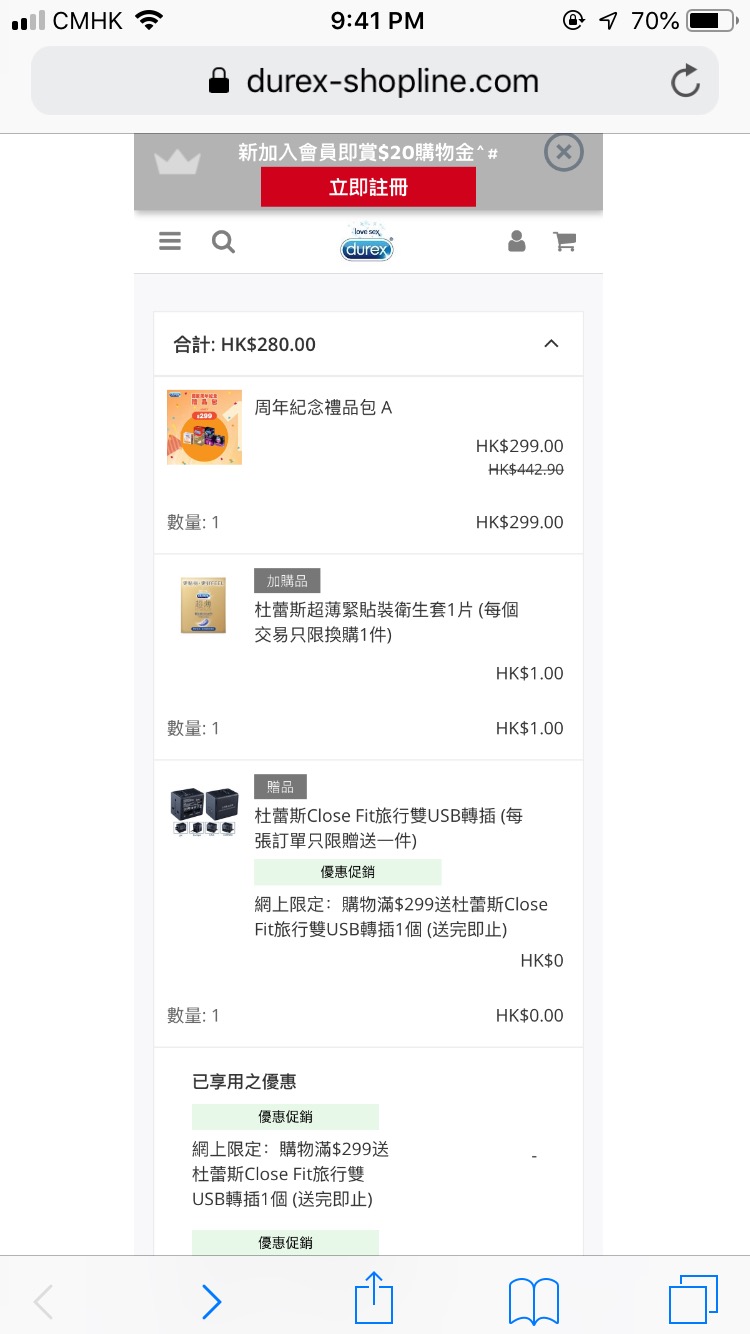 CMHK 9:41 PM 70%
durex-shopline.com
新加入會員即賞$20購物金^#
立即註冊
love sex
durex
合計: HK$280.00
周年紀念禮品包 A
$299
HK$299.00
HK$442.90
數量: 1 HK$299.00
加購品
durex
超薄
杜蕾斯超薄緊貼裝衛生套1片 (每個
交易只限換購1件)
HK$1.00
數量: 1 HK$1.00
贈品
杜蕾斯Close Fit旅行雙USB轉插 (每
張訂單只限贈送一件)
優惠促銷
網上限定：購物滿$299送杜蕾斯Close
Fit旅行雙USB轉插1個 (送完即止)
HK$0
數量: 1 HK$0.00
已享用之優惠
優惠促銷
網上限定：購物滿$299送
杜蕾斯Close Fit旅行雙
USB轉插1個 (送完即止)
-
優惠促銷